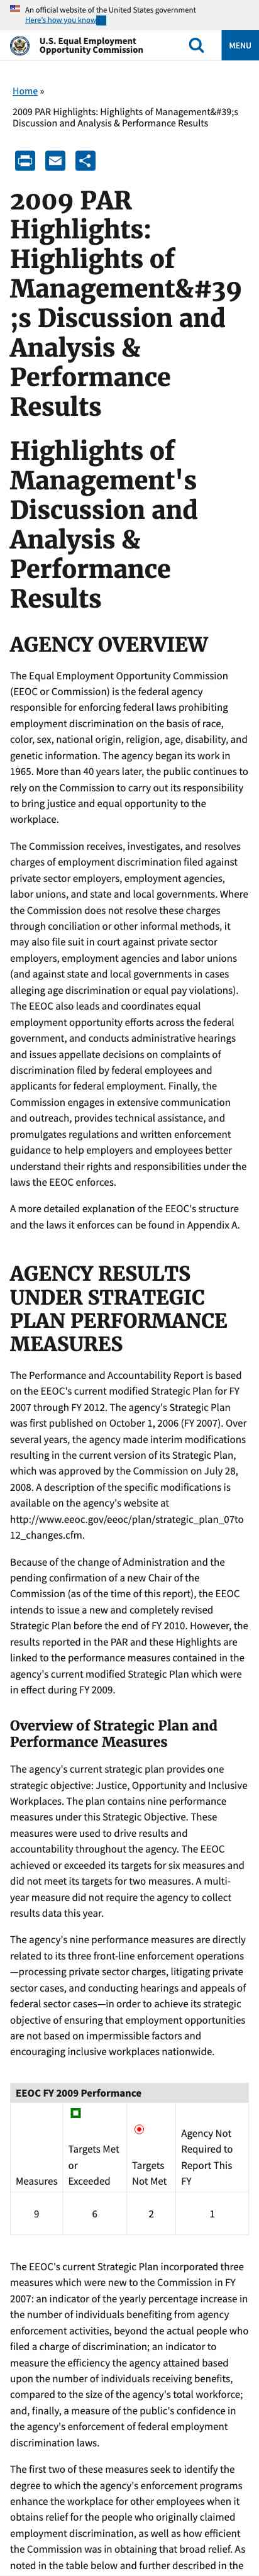 An official website of the United States government
Here's how you know
U.S. Equal Employment
Opportunity Commission
MENU
Home »
2009 PAR Highlights: Highlights of Management&#39;s
Discussion and Analysis & Performance Results
2009 PAR
Highlights:
Highlights of
Management&#39
;s Discussion and
Analysis &
Performance
Results
Highlights of
Management's
Discussion and
Analysis &
Performance
Results
AGENCY OVERVIEW
The Equal Employment Opportunity Commission
(EEOC or Commission) is the federal agency
responsible for enforcing federal laws prohibiting
employment discrimination on the basis of race,
color, sex, national origin, religion, age, disability, and
genetic information. The agency began its work in
1965. More than 40 years later, the public continues to
rely on the Commission to carry out its responsibility
to bring justice and equal opportunity to the
workplace.
The Commission receives, investigates, and resolves
charges of employment discrimination filed against
private sector employers, employment agencies,
labor unions, and state and local governments. Where
the Commission does not resolve these charges
through conciliation or other informal methods, it
may also file suit in court against private sector
employers, employment agencies and labor unions
(and against state and local governments in cases
alleging age discrimination or equal pay violations).
The EEOC also leads and coordinates equal
employment opportunity efforts across the federal
government, and conducts administrative hearings
and issues appellate decisions on complaints of
discrimination filed by federal employees and
applicants for federal employment. Finally, the
Commission engages in extensive communication
and outreach, provides technical assistance, and
promulgates regulations and written enforcement
guidance to help employers and employees better
understand their rights and responsibilities under the
laws the EEOC enforces.
A more detailed explanation of the EEOC's structure
and the laws it enforces can be found in Appendix A.
AGENCY RESULTS
UNDER STRATEGIC
PLAN PERFORMANCE
MEASURES
The Performance and Accountability Report is based
on the EEOC's current modified Strategic Plan for FY
2007 through FY 2012. The agency's Strategic Plan
was first published on October 1, 2006 (FY 2007). Over
several years, the agency made interim modifications
resulting in the current version of its Strategic Plan,
which was approved by the Commission on July 28,
2008. A description of the specific modifications is
available on the agency's website at
http://www.eeoc.gov/eeoc/plan/strategic_plan_07to
12_changes.cfm.
Because of the change of Administration and the
pending confirmation of a new Chair of the
Commission (as of the time of this report), the EEOC
intends to issue a new and completely revised
Strategic Plan before the end of FY 2010. However, the
results reported in the PAR and these Highlights are
linked to the performance measures contained in the
agency's current modified Strategic Plan which were
in effect during FY 2009.
Overview of Strategic Plan and
Performance Measures
The agency's current strategic plan provides one
strategic objective: Justice, Opportunity and Inclusive
Workplaces. The plan contains nine performance
measures under this Strategic Objective. These
measures were used to drive results and
accountability throughout the agency. The EEOC
achieved or exceeded its targets for six measures and
did not meet its targets for two measures. A multi-
year measure did not require the agency to collect
results data this year.
The agency's nine performance measures are directly
related to its three front-line enforcement operations
—processing private sector charges, litigating private
sector cases, and conducting hearings and appeals of
federal sector cases—in order to achieve its strategic
objective of ensuring that employment opportunities
are not based on impermissible factors and
encouraging inclusive workplaces nationwide.
EEOC FY 2009 Performance
Measures
Targets Met
or
Exceeded
Targets
Not Met
Agency Not
Required to
Report This
FY
9 6 2 1
The EEOC's current Strategic Plan incorporated three
measures which were new to the Commission in FY
2007: an indicator of the yearly percentage increase in
the number of individuals benefiting from agency
enforcement activities, beyond the actual people who
filed a charge of discrimination; an indicator to
measure the efficiency the agency attained based
upon the number of individuals receiving benefits,
compared to the size of the agency's total workforce;
and, finally, a measure of the public's confidence in
the agency's enforcement of federal employment
discrimination laws.
The first two of these measures seek to identify the
degree to which the agency's enforcement programs
enhance the workplace for other employees when it
obtains relief for the people who originally claimed
employment discrimination, as well as how efficient
the Commission was in obtaining that broad relief. As
noted in the table below and further described in the